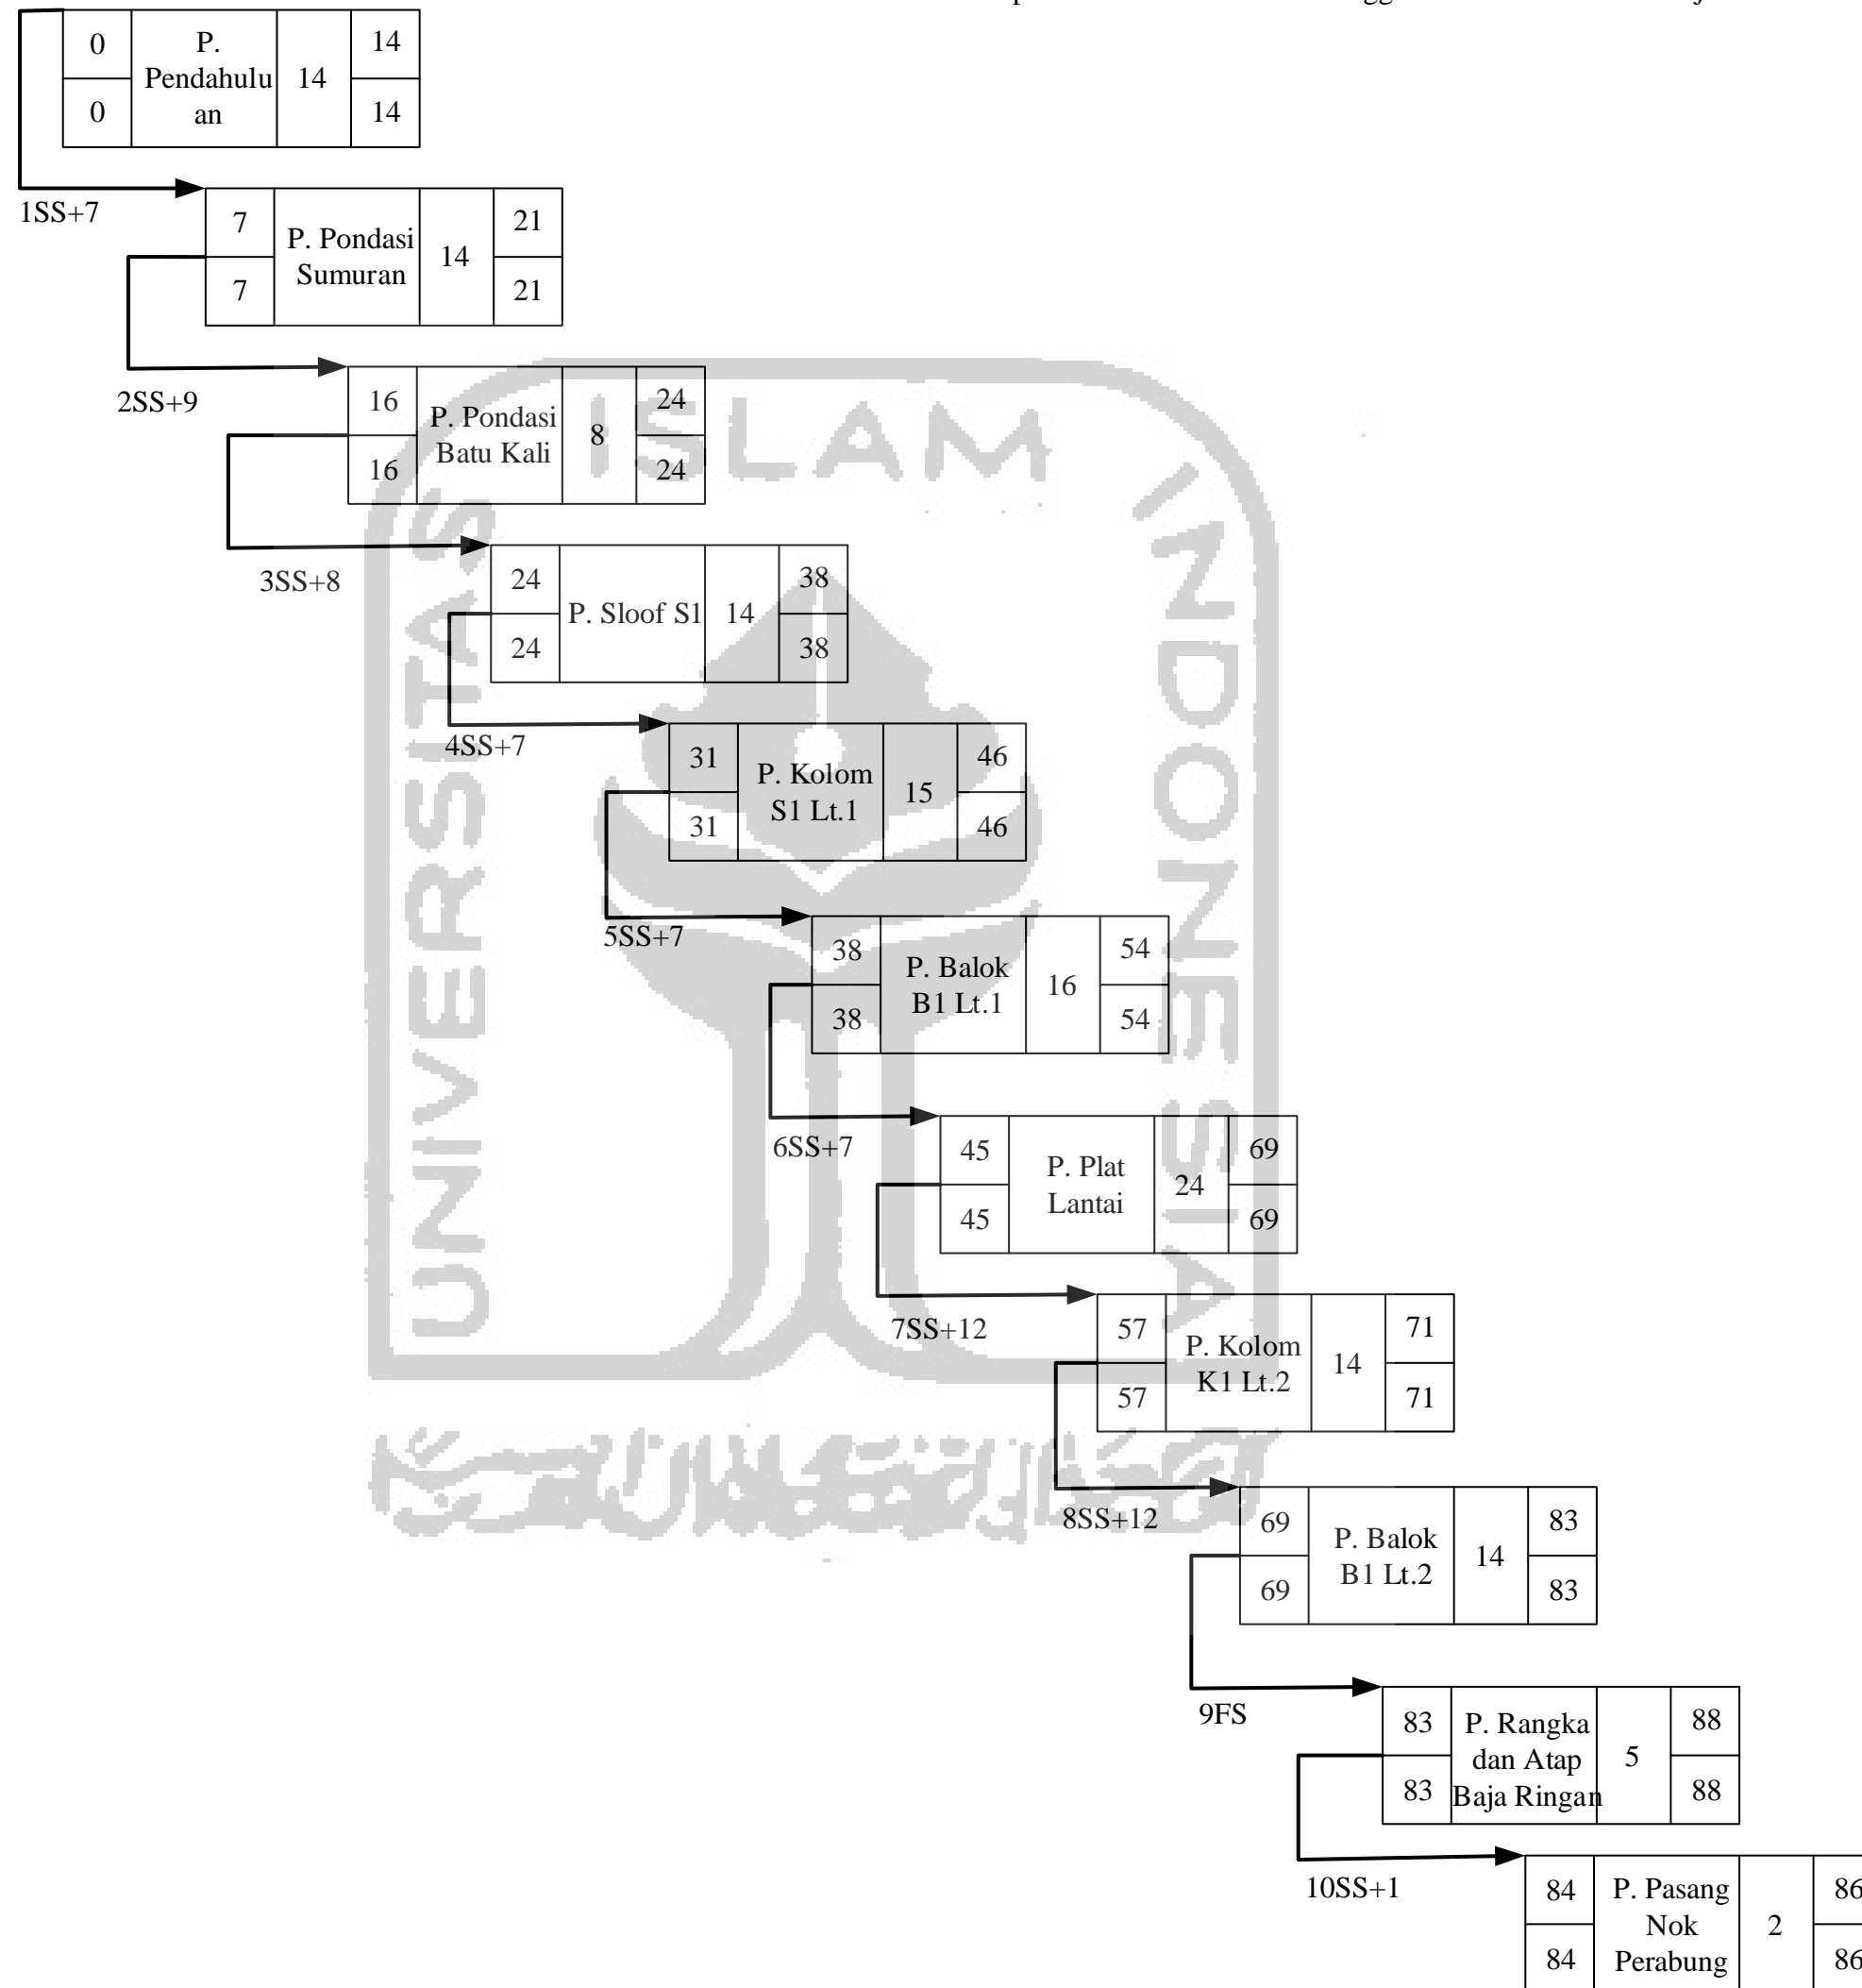 0
P.
Pendahulu
an
14
14
0
14
1SS+7
7
P. Pondasi
Sumuran
14
21
7
21
2SS+9
16
P. Pondasi
Batu Kali
8
24
16
24
3SS+8
24
P. Sloof S1
14
38
24
38
4SS+7
31
P. Kolom
S1 Lt.1
15
46
31
46
5SS+7
38
P. Balok
B1 Lt.1
16
54
38
54
6SS+7
45
P. Plat
Lantai
24
69
45
69
7SS+12
57
P. Kolom
K1 Lt.2
14
71
57
71
8SS+12
69
P. Balok
B1 Lt.2
14
83
69
83
9FS
83
P. Rangka
dan Atap
Baja Ringan
5
88
83
88
10SS+1
84
P. Pasang
Nok
Perabung
2
86
84
86
UNIVERSITAS
ISLAM
INDONESIA